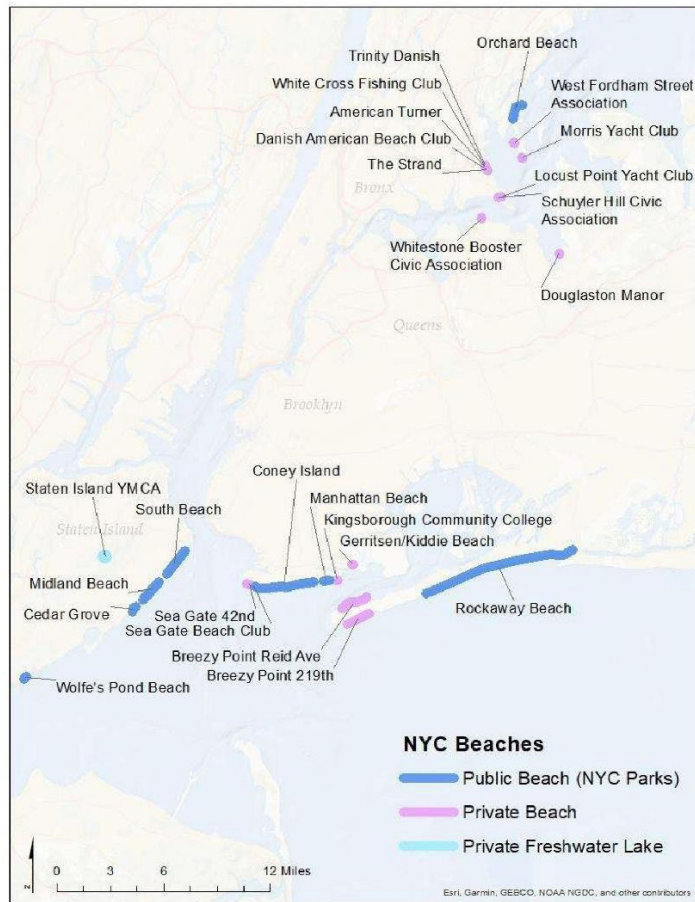 Orchard Beach
Trinity Danish
White Cross Fishing Club
West Fordham Street
Association
American Turner
Morris Yacht Club
Danish American Beach Club
The Strand
Locust Point Yacht Club
Bronx
Schuyler Hill Civic
Association
Whitestone Booster
Civic Association
Douglaston Manor
Queens
Brooklyn
Coney Island
Staten Island YMCA
Manhattan Beach
South Beach
Kingsborough Community College
Staten Island
Gerritsen/Kiddie Beach
Midland Beach
Cedar Grove
Sea Gate 42nd
Rockaway Beach
Sea Gate Beach Club
Breezy Point Reid Ave
Breezy Point 219th
Wolfe's Pond Beach
NYC Beaches
Public Beach (NYC Parks)
Private Beach
Private Freshwater Lake
N
0 3 6 12 Miles
Esri, Garmin, GEBCO, NOAA NGDC, and other contributors